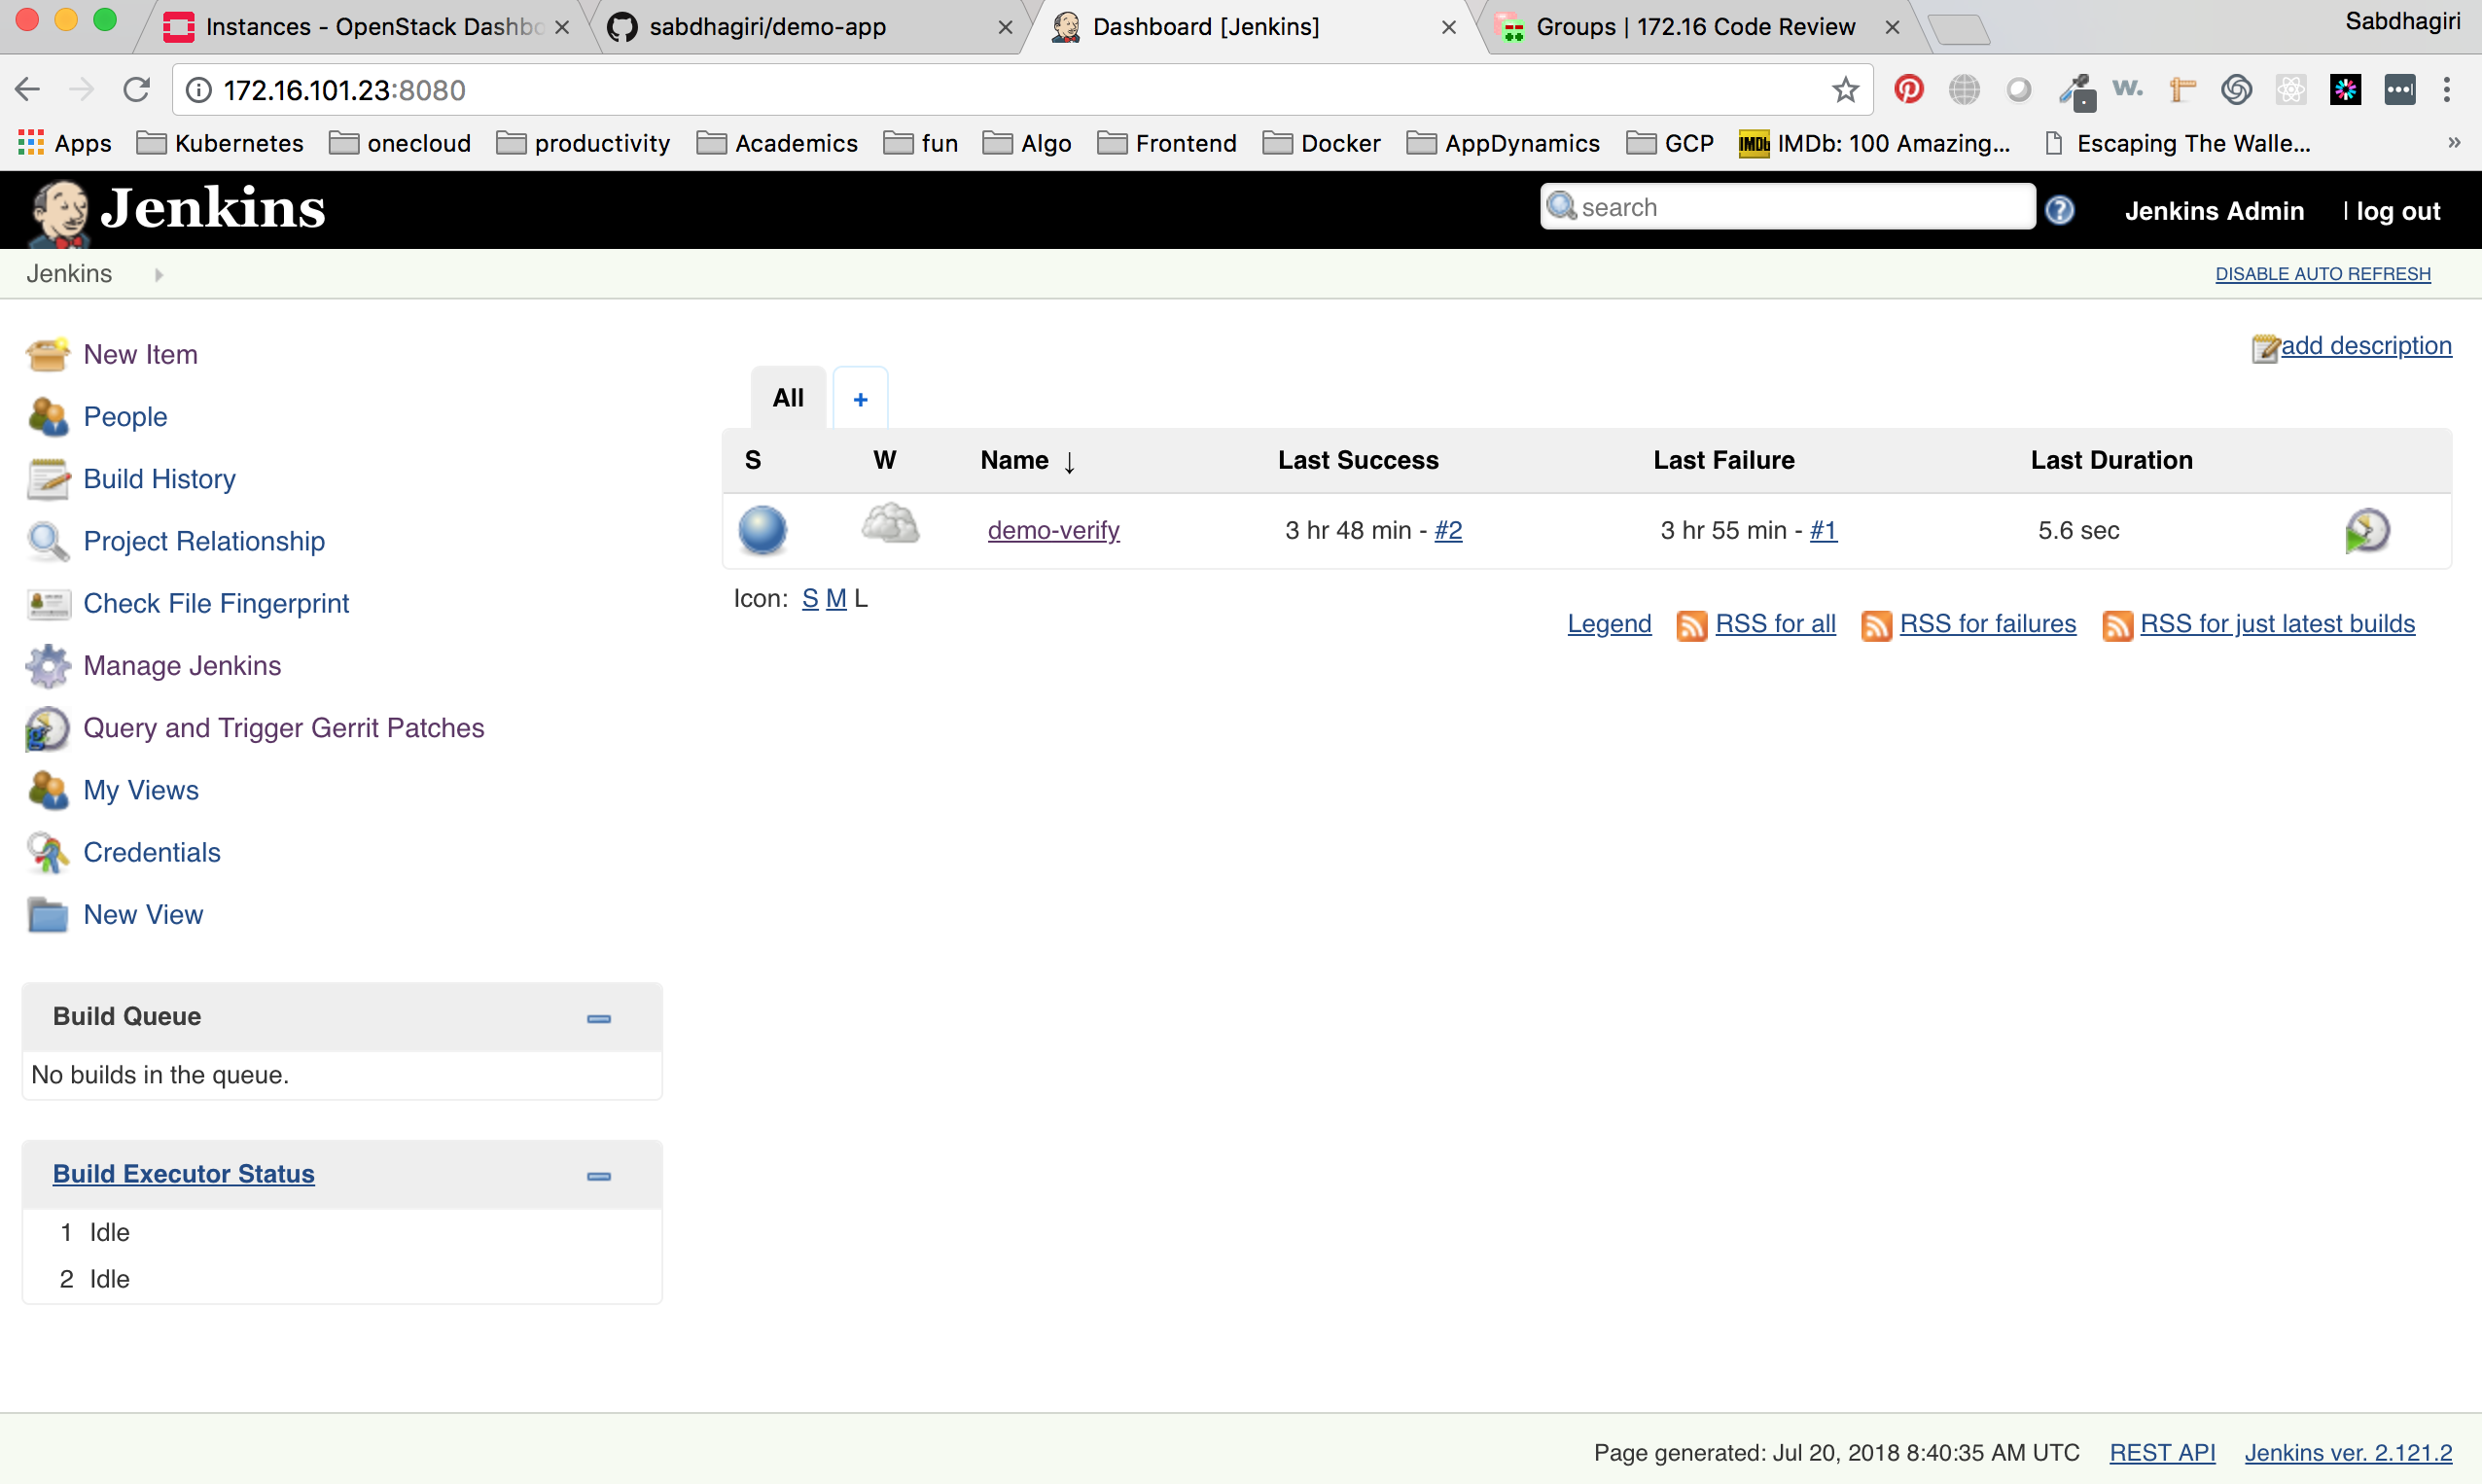 Instances - OpenStack Dashbo
sabdhagiri/demo-app
Dashboard [Jenkins]
Groups | 172.16 Code Review
Sabdhagiri
172.16.101.23:8080
W.
Apps
Kubernetes
onecloud
productivity
Academics
fun
Algo
Frontend
Docker
AppDynamics
GCP
IMDb: 100 Amazing...
Escaping The Walle...
»
Jenkins
search
Jenkins Admin
| log out
Jenkins
DISABLE AUTO REFRESH
New Item
People
Build History
Project Relationship
Check File Fingerprint
Manage Jenkins
Query and Trigger Gerrit Patches
My Views
Credentials
New View
Build Queue
No builds in the queue.
Build Executor Status
1 Idle
2 Idle
add description
All +
S W Name ↓ Last Success Last Failure Last Duration
demo-verify 3 hr 48 min - #2 3 hr 55 min - #1 5.6 sec
Icon: S M L
Legend RSS for all RSS for failures RSS for just latest builds
Page generated: Jul 20, 2018 8:40:35 AM UTC REST API Jenkins ver. 2.121.2